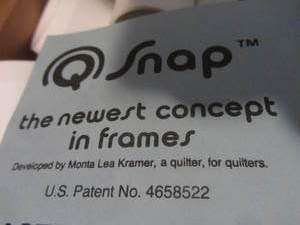 Q Snap™
the newest concept
in frames
Developed by Monta Lea Kramer, a quilter, for quilters.
U.S. Patent No. 4658522